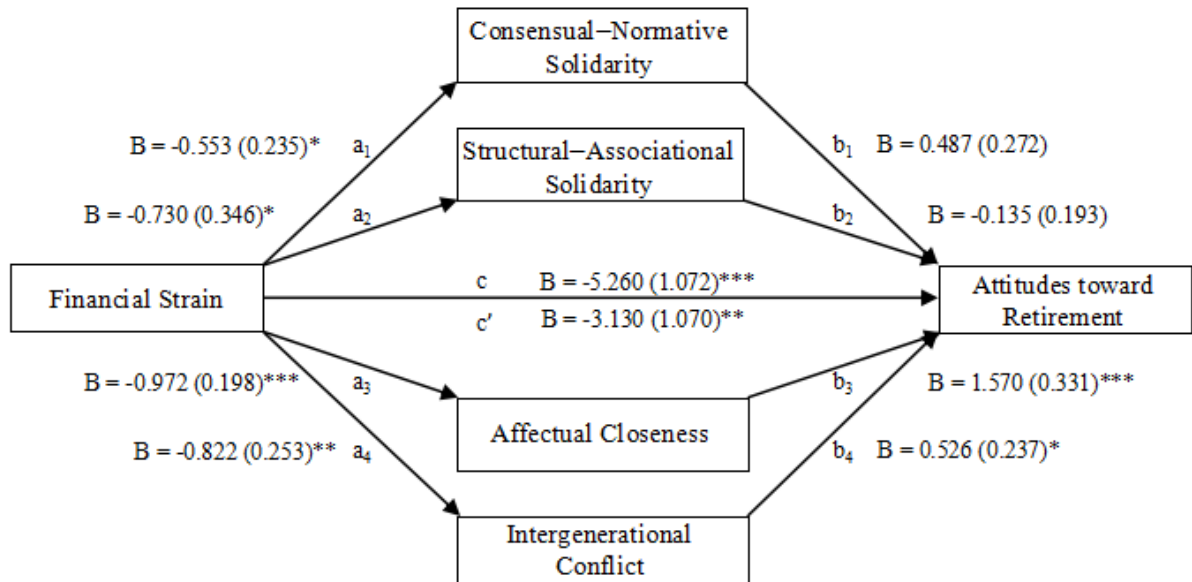 Consensual–Normative
Solidarity
B = -0.553 (0.235)* a₁
b₁ B = 0.487 (0.272)
Structural–Associational
Solidarity
B = -0.730 (0.346)* a₂
b₂ B = -0.135 (0.193)
Financial Strain
c B = -5.260 (1.072)***
c' B = -3.130 (1.070)**
Attitudes toward
Retirement
B = -0.972 (0.198)*** a₃
b₃ B = 1.570 (0.331)***
Affectual Closeness
B = -0.822 (0.253)** a₄
b₄ B = 0.526 (0.237)*
Intergenerational
Conflict